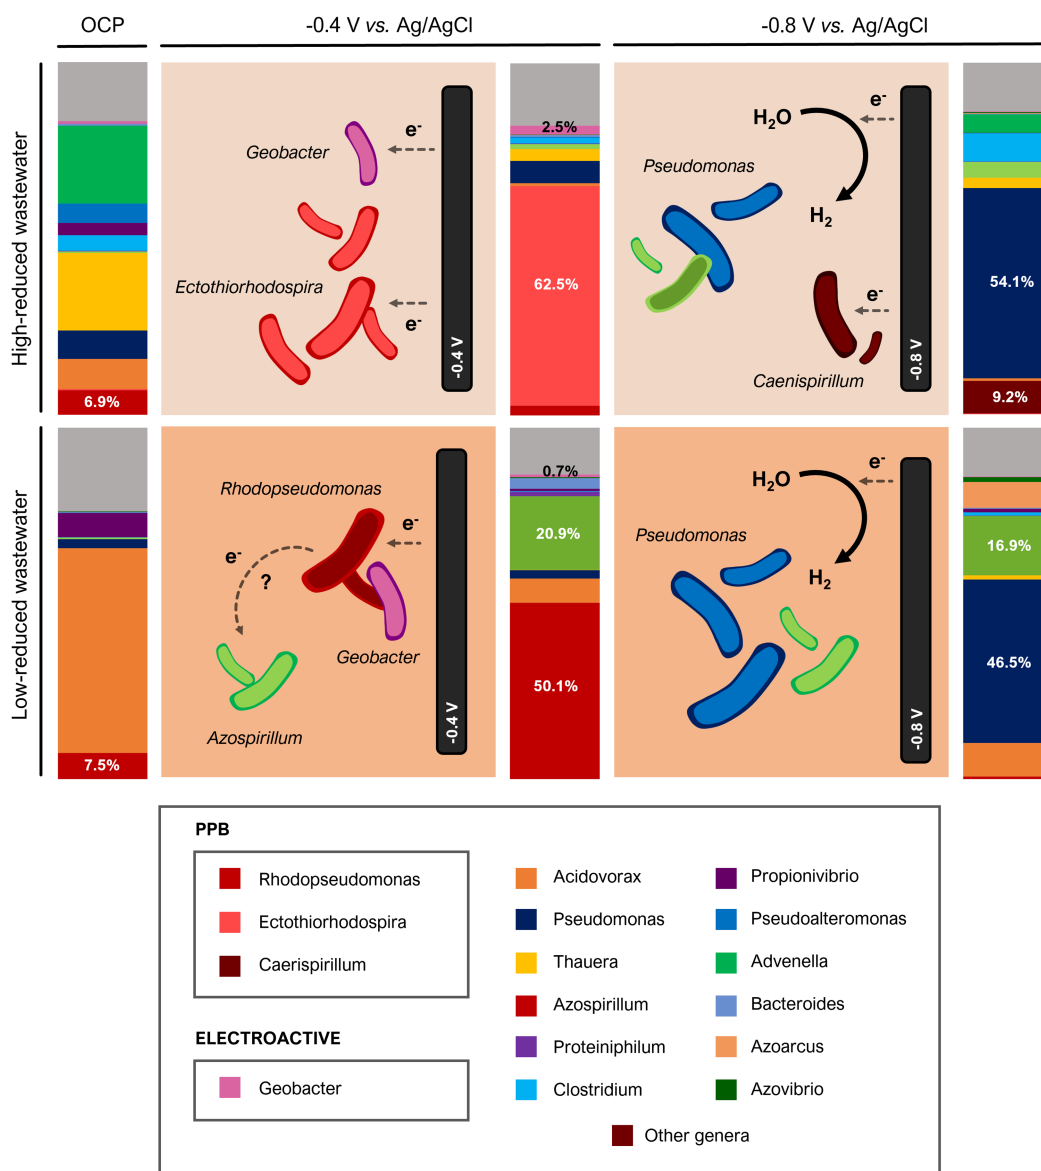 OCP
-0.4 V vs. Ag/AgCl
-0.8 V vs. Ag/AgCl
High-reduced wastewater
6.9%
Geobacter
e-
Ectothiorhodospira
e-
-0.4 V
2.5%
62.5%
H2O
e-
Pseudomonas
H2
e-
Caenispirillum
-0.8 V
54.1%
9.2%
Low-reduced wastewater
7.5%
Rhodopseudomonas
e-
e-
?
Geobacter
Azospirillum
-0.4 V
0.7%
20.9%
50.1%
H2O
e-
Pseudomonas
H2
-0.8 V
16.9%
46.5%
PPB
Rhodopseudomonas
Ectothiorhodospira
Caerispirillum
ELECTROACTIVE
Geobacter
Acidovorax
Pseudomonas
Thauera
Azospirillum
Proteiniphilum
Clostridium
Propionivibrio
Pseudoalteromonas
Advenella
Bacteroides
Azoarcus
Azovibrio
Other genera